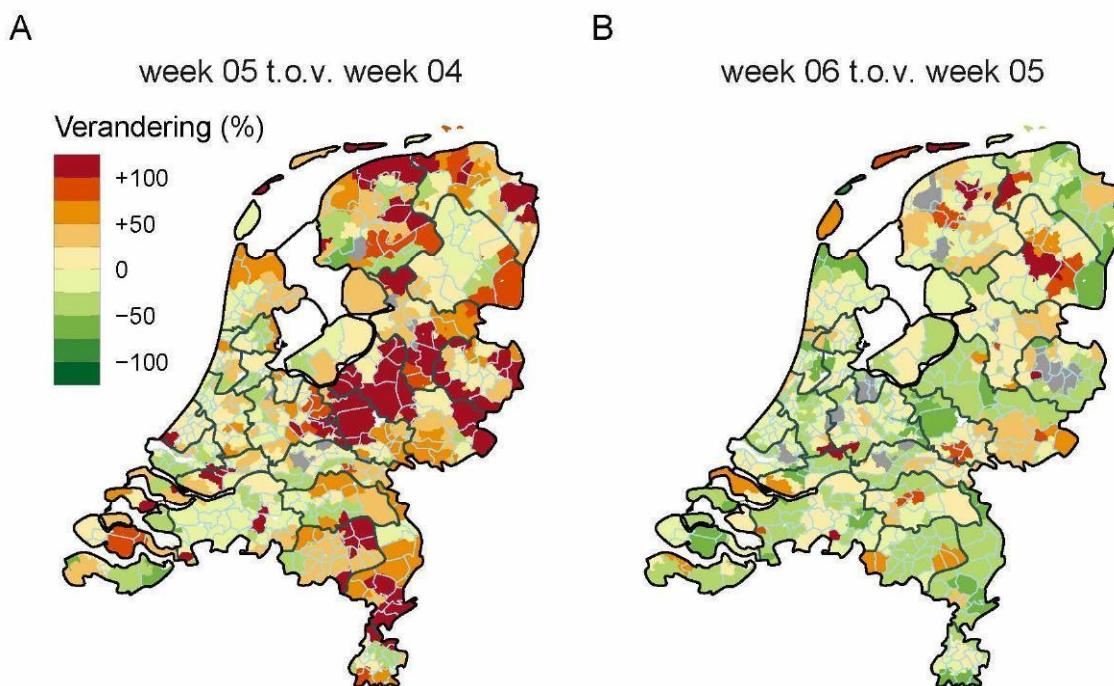 A
week 05 t.o.v. week 04
Verandering (%)
+100
+50
0
−50
−100
B
week 06 t.o.v. week 05